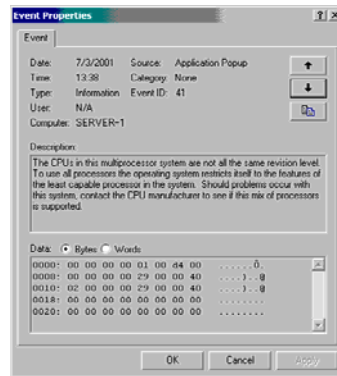 Event Properties
Event
Date: 7/3/2001 Source: Application Popup
Time: 13:38 Category: None
Type: Information Event ID: 41
User: N/A
Computer: SERVER-1
Description:
The CPUs in this multiprocessor system are not all the same revision level.
To use all processors the operating system restricts itself to the features of
the least capable processor in the system. Should problems occur with
this system, contact the CPU manufacturer to see if this mix of processors
is supported.
Data: Bytes Words
0000: 00 00 00 00 01 00 d4 00 ......Ô.
0008: 00 00 00 00 29 00 00 40 ....)..@
0010: 02 00 00 00 29 00 00 40 ....)..@
0018: 00 00 00 00 00 00 00 00 ........
0020: 00 00 00 00 00 00 00 00 ........
OK Cancel Apply